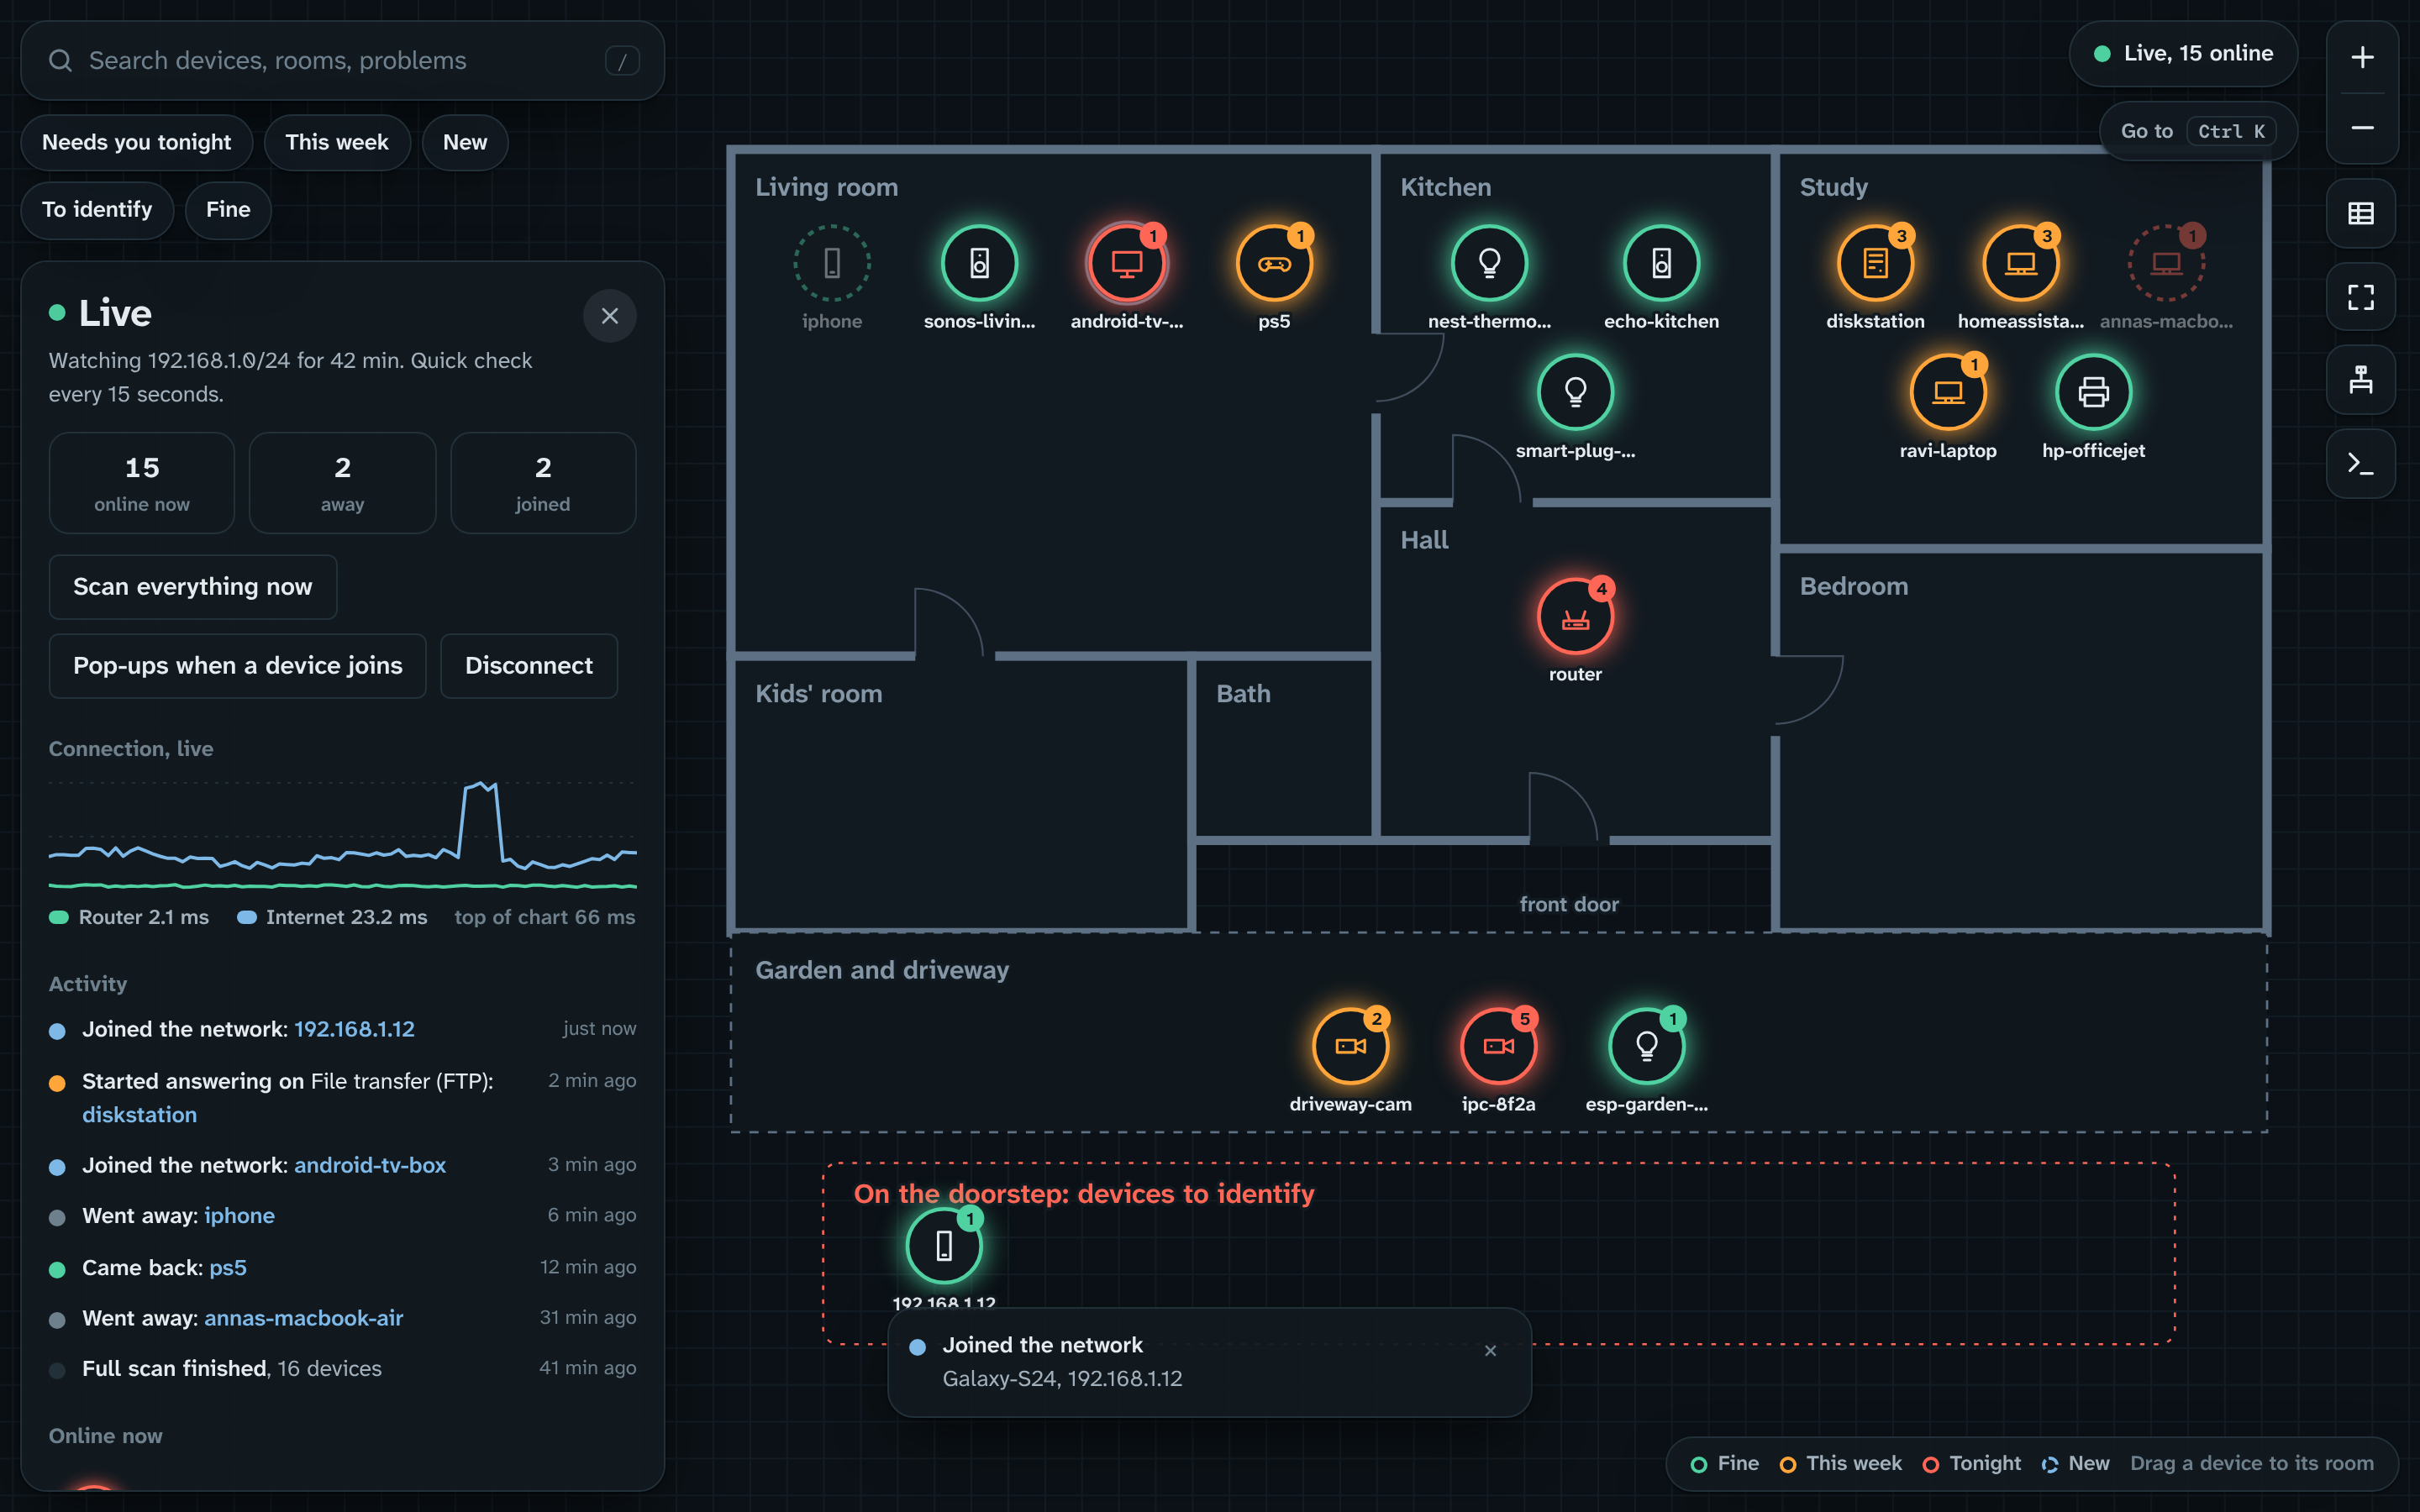 Search devices, rooms, problems /
Needs you tonight
This week
New
To identify
Fine
Live
Watching 192.168.1.0/24 for 42 min. Quick check
every 15 seconds.
15
online now
2
away
2
joined
Scan everything now
Pop-ups when a device joins
Disconnect
Connection, live
Router 2.1 ms
Internet 23.2 ms
top of chart 66 ms
Activity
Joined the network: 192.168.1.12 just now
Started answering on File transfer (FTP): 2 min ago
diskstation
Joined the network: android-tv-box 3 min ago
Went away: iphone 6 min ago
Came back: ps5 12 min ago
Went away: annas-macbook-air 31 min ago
Full scan finished, 16 devices 41 min ago
Online now
Live, 15 online
Go to Ctrl K
Living room
iphone
sonos-livin...
1
android-tv-...
1
ps5
Kitchen
nest-thermo...
echo-kitchen
smart-plug-...
Study
3
diskstation
3
homeassista...
1
annas-macbo...
1
ravi-laptop
hp-officejet
Hall
4
router
Bedroom
Kids' room
Bath
front door
Garden and driveway
2
driveway-cam
5
ipc-8f2a
1
esp-garden-...
On the doorstep: devices to identify
1
192.168.1.12
Joined the network
Galaxy-S24, 192.168.1.12
Fine
This week
Tonight
New
Drag a device to its room